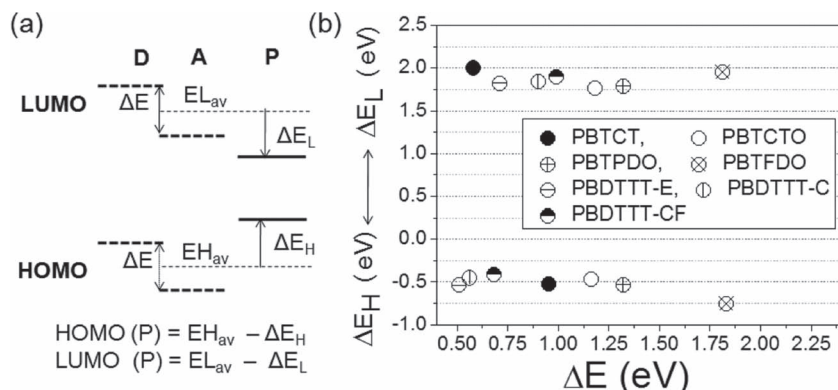 (a)
D A P
LUMO
ΔE
EL_av
ΔE_L
HOMO
ΔE
EH_av
ΔE_H
HOMO (P) = EH_av − ΔE_H
LUMO (P) = EL_av − ΔE_L
(b)
ΔE_H (eV) ⟷ ΔE_L (eV)
2.5
2.0
1.5
1.0
0.5
0.0
-0.5
-1.0
PBTCT, PBTCTO
PBTPDO, PBTFDO
PBDTTT-E, PBDTTT-C
PBDTTT-CF
0.50 0.75 1.00 1.25 1.50 1.75 2.00 2.25
ΔE (eV)